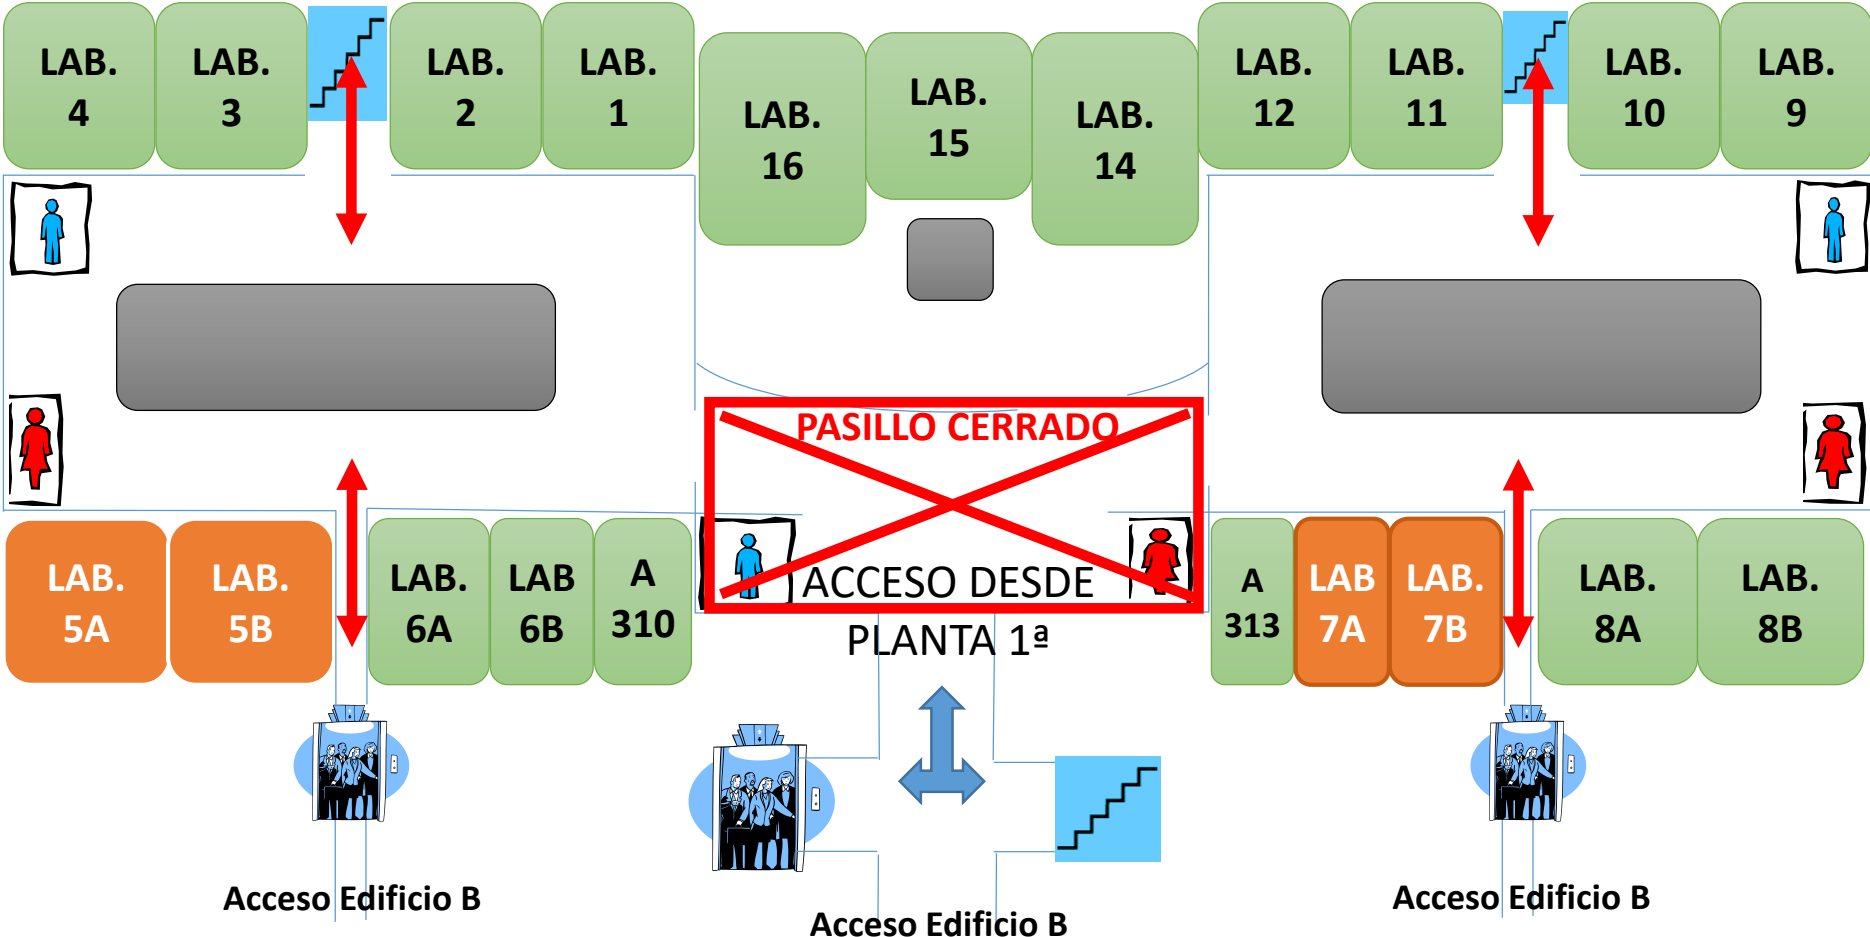 LAB.
4
LAB.
3
LAB.
2
LAB.
1
LAB.
16
LAB.
15
LAB.
14
LAB.
12
LAB.
11
LAB.
10
LAB.
9
PASILLO CERRADO
LAB.
5A
LAB.
5B
LAB.
6A
LAB
6B
A
310
ACCESO DESDE
PLANTA 1ª
A
313
LAB
7A
LAB.
7B
LAB.
8A
LAB.
8B
Acceso Edificio B
Acceso Edificio B
Acceso Edificio B